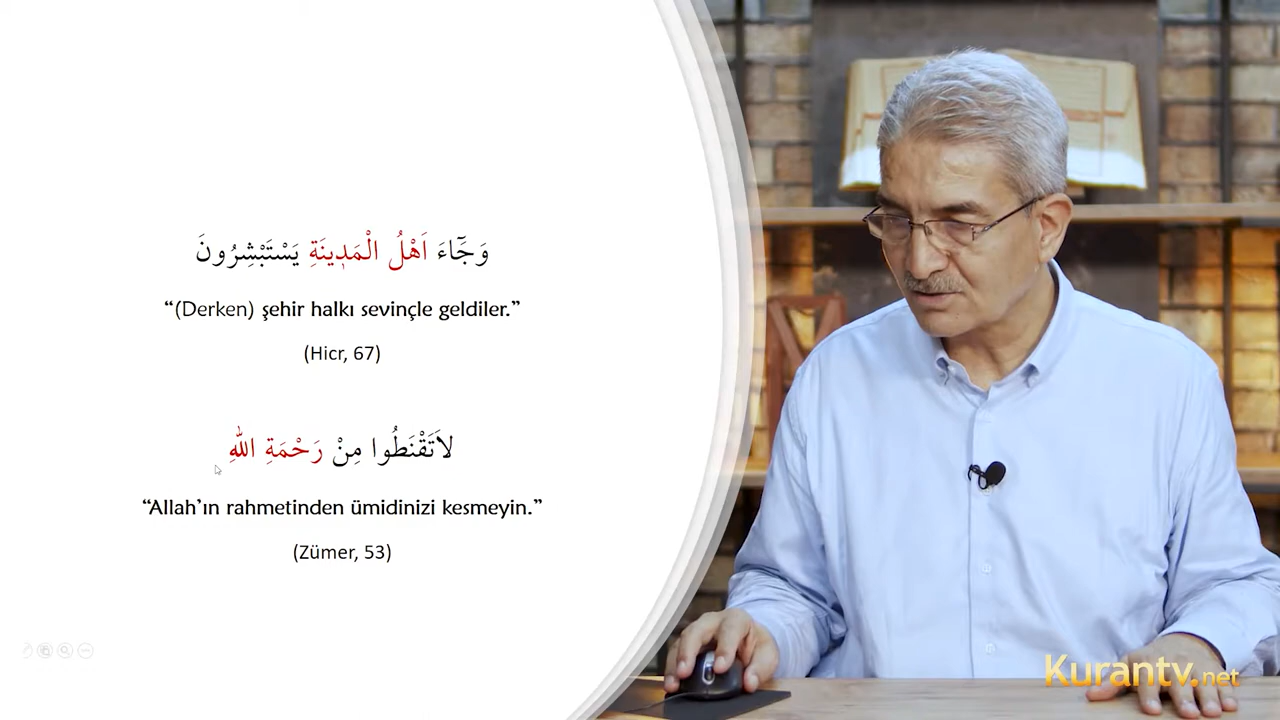 وَجَٓاءَ اَهْلُ الْمَدٖينَةِ يَسْتَبْشِرُونَ
“(Derken) şehir halkı sevinçle geldiler.”
(Hicr, 67)
لاَتَقْنَطُوا مِنْ رَحْمَةِ اللّٰهِ
“Allah’ın rahmetinden ümidinizi kesmeyin.”
(Zümer, 53)
Kurantv.net